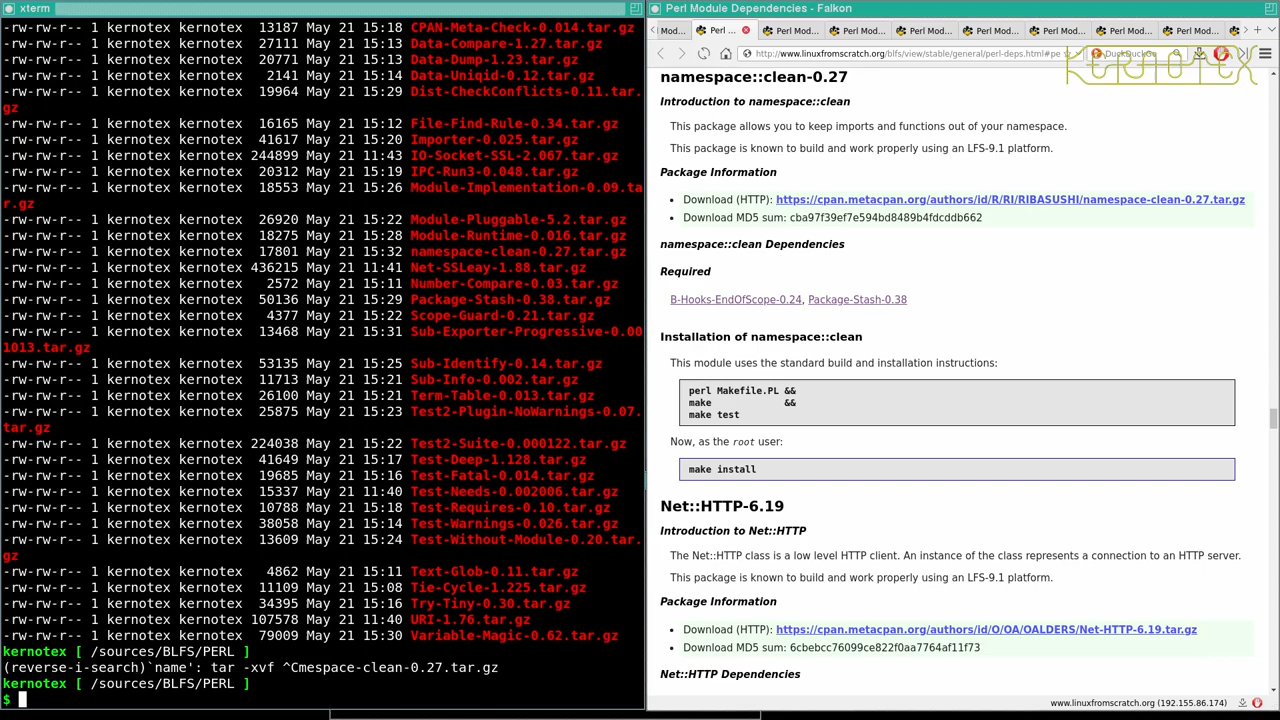 xterm
-rw-rw-r-- 1 kernotex kernotex  13187 May 21 15:18 CPAN-Meta-Check-0.014.tar.gz
-rw-rw-r-- 1 kernotex kernotex  27111 May 21 15:13 Data-Compare-1.27.tar.gz
-rw-rw-r-- 1 kernotex kernotex  20771 May 21 15:13 Data-Dump-1.23.tar.gz
-rw-rw-r-- 1 kernotex kernotex   2141 May 21 15:14 Data-Uniqid-0.12.tar.gz
-rw-rw-r-- 1 kernotex kernotex  19964 May 21 15:29 Dist-CheckConflicts-0.11.tar.
gz
-rw-rw-r-- 1 kernotex kernotex  16165 May 21 15:12 File-Find-Rule-0.34.tar.gz
-rw-rw-r-- 1 kernotex kernotex  41617 May 21 15:20 Importer-0.025.tar.gz
-rw-rw-r-- 1 kernotex kernotex 244899 May 21 11:43 IO-Socket-SSL-2.067.tar.gz
-rw-rw-r-- 1 kernotex kernotex  20312 May 21 15:19 IPC-Run3-0.048.tar.gz
-rw-rw-r-- 1 kernotex kernotex  18553 May 21 15:26 Module-Implementation-0.09.ta
r.gz
-rw-rw-r-- 1 kernotex kernotex  26920 May 21 15:22 Module-Pluggable-5.2.tar.gz
-rw-rw-r-- 1 kernotex kernotex  18275 May 21 15:28 Module-Runtime-0.016.tar.gz
-rw-rw-r-- 1 kernotex kernotex  17801 May 21 15:32 namespace-clean-0.27.tar.gz
-rw-rw-r-- 1 kernotex kernotex 436215 May 21 11:41 Net-SSLeay-1.88.tar.gz
-rw-rw-r-- 1 kernotex kernotex   2572 May 21 15:11 Number-Compare-0.03.tar.gz
-rw-rw-r-- 1 kernotex kernotex  50136 May 21 15:29 Package-Stash-0.38.tar.gz
-rw-rw-r-- 1 kernotex kernotex   4377 May 21 15:22 Scope-Guard-0.21.tar.gz
-rw-rw-r-- 1 kernotex kernotex  13468 May 21 15:31 Sub-Exporter-Progressive-0.00
1013.tar.gz
-rw-rw-r-- 1 kernotex kernotex  53135 May 21 15:25 Sub-Identify-0.14.tar.gz
-rw-rw-r-- 1 kernotex kernotex  11713 May 21 15:21 Sub-Info-0.002.tar.gz
-rw-rw-r-- 1 kernotex kernotex  26100 May 21 15:21 Term-Table-0.013.tar.gz
-rw-rw-r-- 1 kernotex kernotex  25875 May 21 15:23 Test2-Plugin-NoWarnings-0.07.
tar.gz
-rw-rw-r-- 1 kernotex kernotex 224038 May 21 15:22 Test2-Suite-0.000122.tar.gz
-rw-rw-r-- 1 kernotex kernotex  41649 May 21 15:17 Test-Deep-1.128.tar.gz
-rw-rw-r-- 1 kernotex kernotex  19685 May 21 15:16 Test-Fatal-0.014.tar.gz
-rw-rw-r-- 1 kernotex kernotex  15337 May 21 11:40 Test-Needs-0.002006.tar.gz
-rw-rw-r-- 1 kernotex kernotex  10788 May 21 15:18 Test-Requires-0.10.tar.gz
-rw-rw-r-- 1 kernotex kernotex  38058 May 21 15:14 Test-Warnings-0.026.tar.gz
-rw-rw-r-- 1 kernotex kernotex  13609 May 21 15:24 Test-Without-Module-0.20.tar.
gz
-rw-rw-r-- 1 kernotex kernotex   4862 May 21 15:11 Text-Glob-0.11.tar.gz
-rw-rw-r-- 1 kernotex kernotex  11109 May 21 15:08 Tie-Cycle-1.225.tar.gz
-rw-rw-r-- 1 kernotex kernotex  34395 May 21 15:16 Try-Tiny-0.30.tar.gz
-rw-rw-r-- 1 kernotex kernotex 107578 May 21 11:40 URI-1.76.tar.gz
-rw-rw-r-- 1 kernotex kernotex  79009 May 21 15:30 Variable-Magic-0.62.tar.gz
kernotex [ /sources/BLFS/PERL ]
(reverse-i-search)`name': tar -xvf ^Cmespace-clean-0.27.tar.gz
kernotex [ /sources/BLFS/PERL ]
$
Perl Module Dependencies - Falkon
Mod... Perl ... Perl Mod... Perl Mod... Perl Mod... Perl Mod... Perl Mod... Perl Mod...
http://www.linuxfromscratch.org/blfs/view/stable/general/perl-deps.html#pe DuckDuckGo
KERNOTEX
namespace::clean-0.27
Introduction to namespace::clean
This package allows you to keep imports and functions out of your namespace.
This package is known to build and work properly using an LFS-9.1 platform.
Package Information
• Download (HTTP): https://cpan.metacpan.org/authors/id/R/RI/RIBASUSHI/namespace-clean-0.27.tar.gz
• Download MD5 sum: cba97f39ef7e594bd8489b4fdcddb662
namespace::clean Dependencies
Required
B-Hooks-EndOfScope-0.24, Package-Stash-0.38
Installation of namespace::clean
This module uses the standard build and installation instructions:
perl Makefile.PL &&
make             &&
make test
Now, as the root user:
make install
Net::HTTP-6.19
Introduction to Net::HTTP
The Net::HTTP class is a low level HTTP client. An instance of the class represents a connection to an HTTP server.
This package is known to build and work properly using an LFS-9.1 platform.
Package Information
• Download (HTTP): https://cpan.metacpan.org/authors/id/O/OA/OALDERS/Net-HTTP-6.19.tar.gz
• Download MD5 sum: 6cbebcc76099ce822f0aa7764af11f73
Net::HTTP Dependencies
www.linuxfromscratch.org (192.155.86.174)